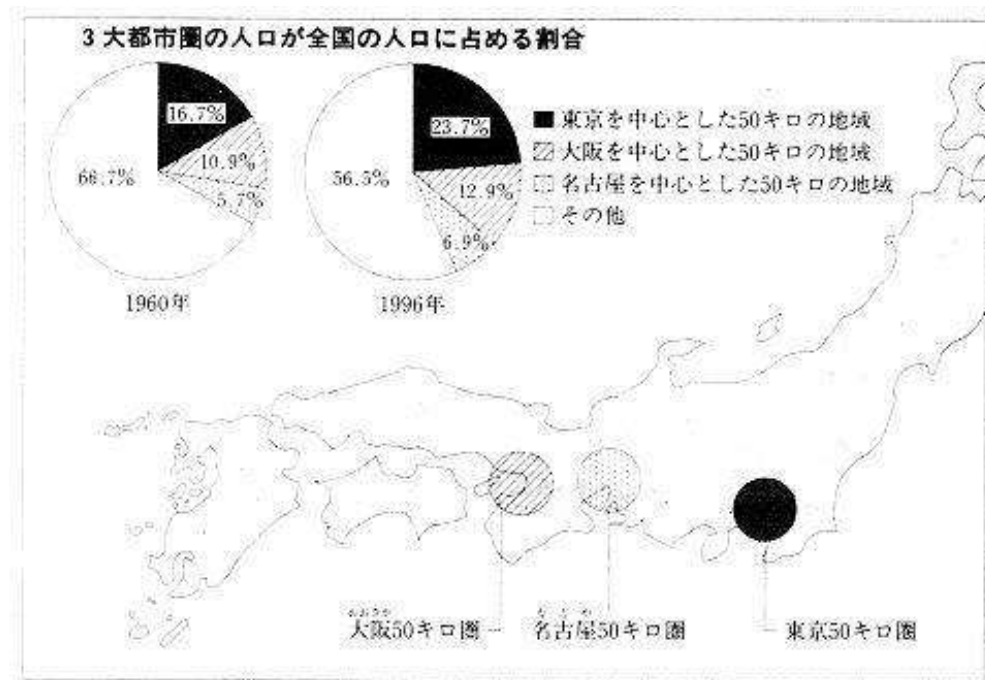 3大都市圏の人口が全国の人口に占める割合
16.7%
10.9%
5.7%
66.7%
1960年
23.7%
12.9%
6.9%
56.5%
1996年
東京を中心とした50キロの地域
大阪を中心とした50キロの地域
名古屋を中心とした50キロの地域
その他
おおさか
大阪50キロ圏
なごや
名古屋50キロ圏
東京50キロ圏